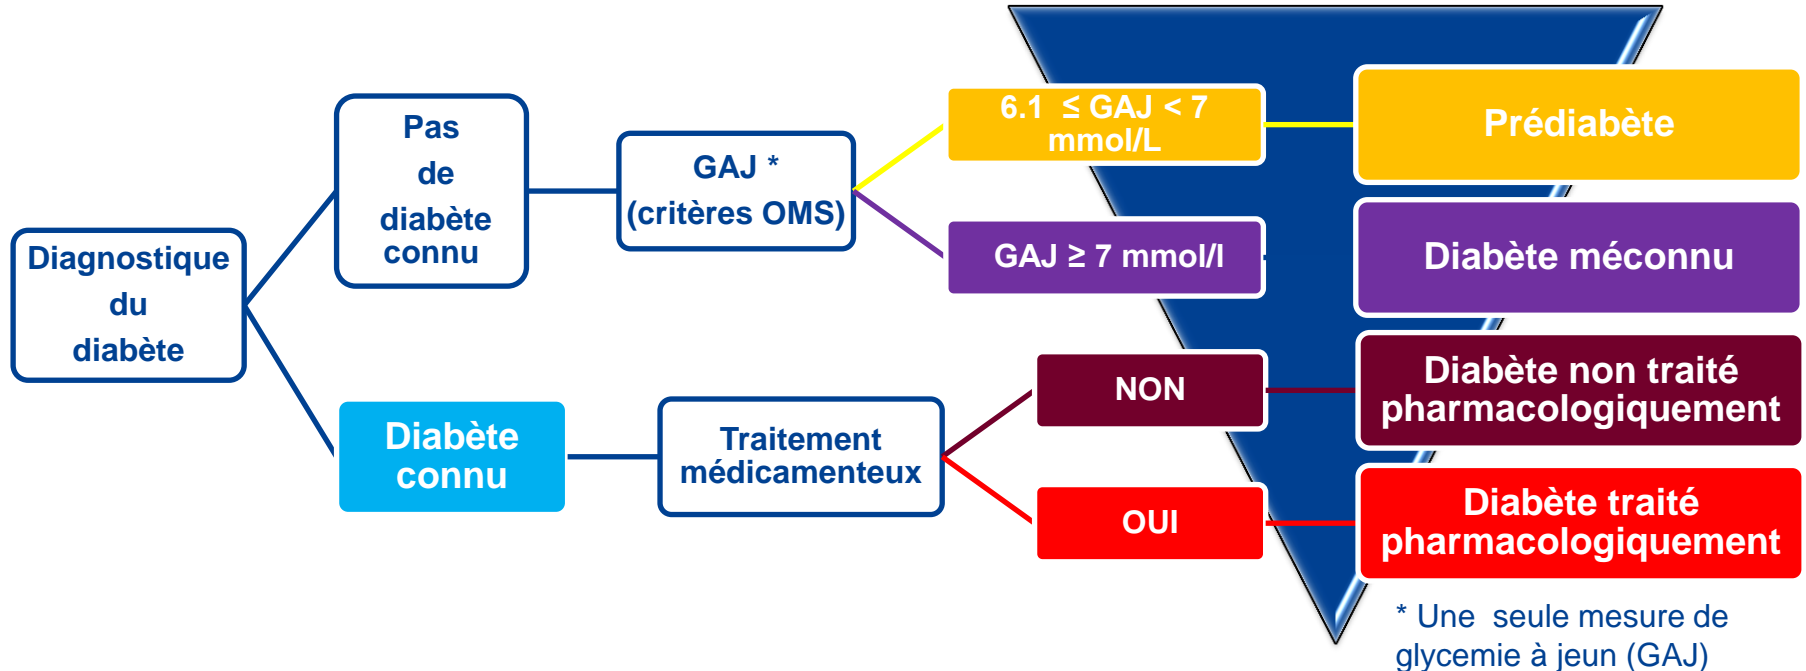 Diagnostique
du
diabète
Pas
de
diabète
connu
GAJ *
(critères OMS)
6.1 ≤ GAJ < 7
mmol/L
Prédiabète
GAJ ≥ 7 mmol/l
Diabète méconnu
Diabète
connu
Traitement
médicamenteux
NON
Diabète non traité
pharmacologiquement
OUI
Diabète traité
pharmacologiquement
* Une seule mesure de
glycemie à jeun (GAJ)